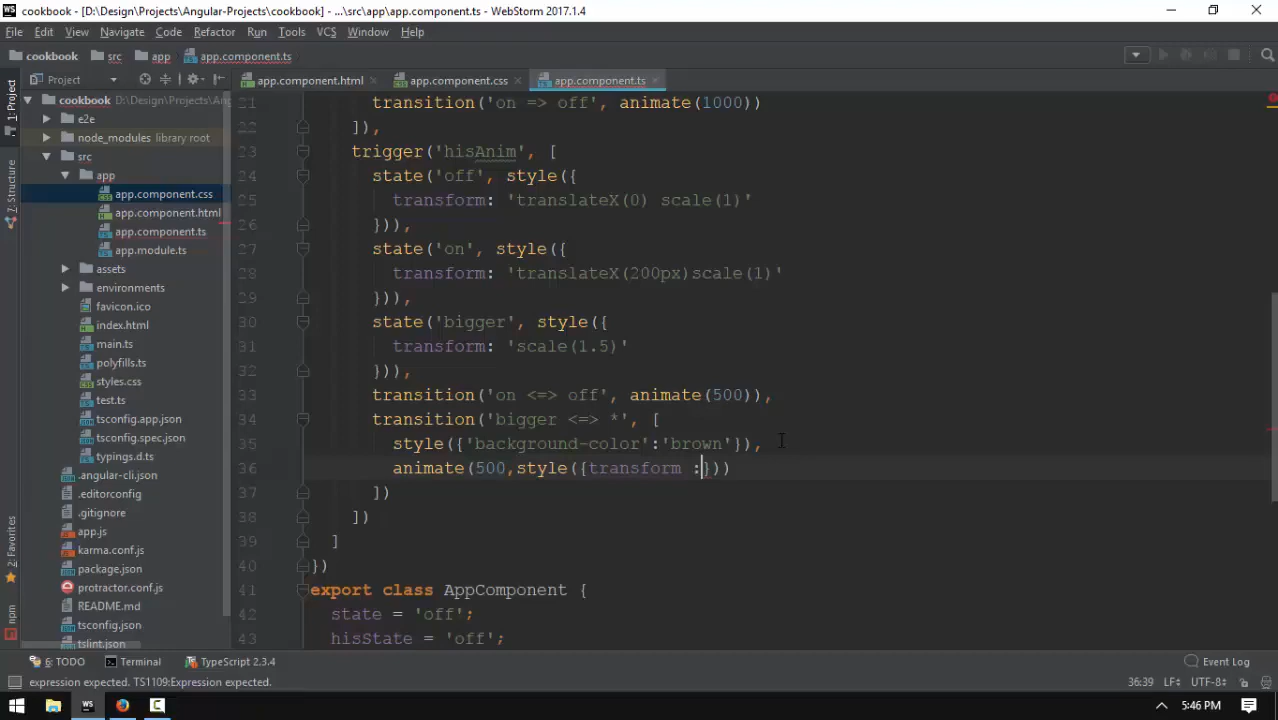 cookbook - [D:\Design\Projects\Angular-Projects\cookbook] - ...\src\app\app.component.ts - WebStorm 2017.1.4
File Edit View Navigate Code Refactor Run Tools VCS Window Help
cookbook src app app.component.ts
Project app.component.html app.component.css app.component.ts
1: Project
7: Structure
2: Favorites
npm
cookbook D:\Design\Projects\Angular-Projects
e2e
node_modules library root
src
app
app.component.css
app.component.html
app.component.ts
app.module.ts
assets
environments
favicon.ico
index.html
main.ts
polyfills.ts
styles.css
test.ts
tsconfig.app.json
tsconfig.spec.json
typings.d.ts
.angular-cli.json
.editorconfig
.gitignore
app.js
karma.conf.js
package.json
protractor.conf.js
README.md
tsconfig.json
tslint.json
21 transition('on => off', animate(1000))
22 ]),
23 trigger('hisAnim', [
24 state('off', style({
25 transform: 'translateX(0) scale(1)'
26 })),
27 state('on', style({
28 transform: 'translateX(200px)scale(1)'
29 })),
30 state('bigger', style({
31 transform: 'scale(1.5)'
32 })),
33 transition('on <=> off', animate(500)),
34 transition('bigger <=> *', [
35 style({'background-color':'brown'}),
36 animate(500,style({transform :}))
37 ])
38 ])
39 ]
40 })
41 export class AppComponent {
42 state = 'off';
43 hisState = 'off';
6: TODO Terminal TypeScript 2.3.4 Event Log
expression expected. TS1109:Expression expected. 36:39 LF UTF-8
WS 5:46 PM